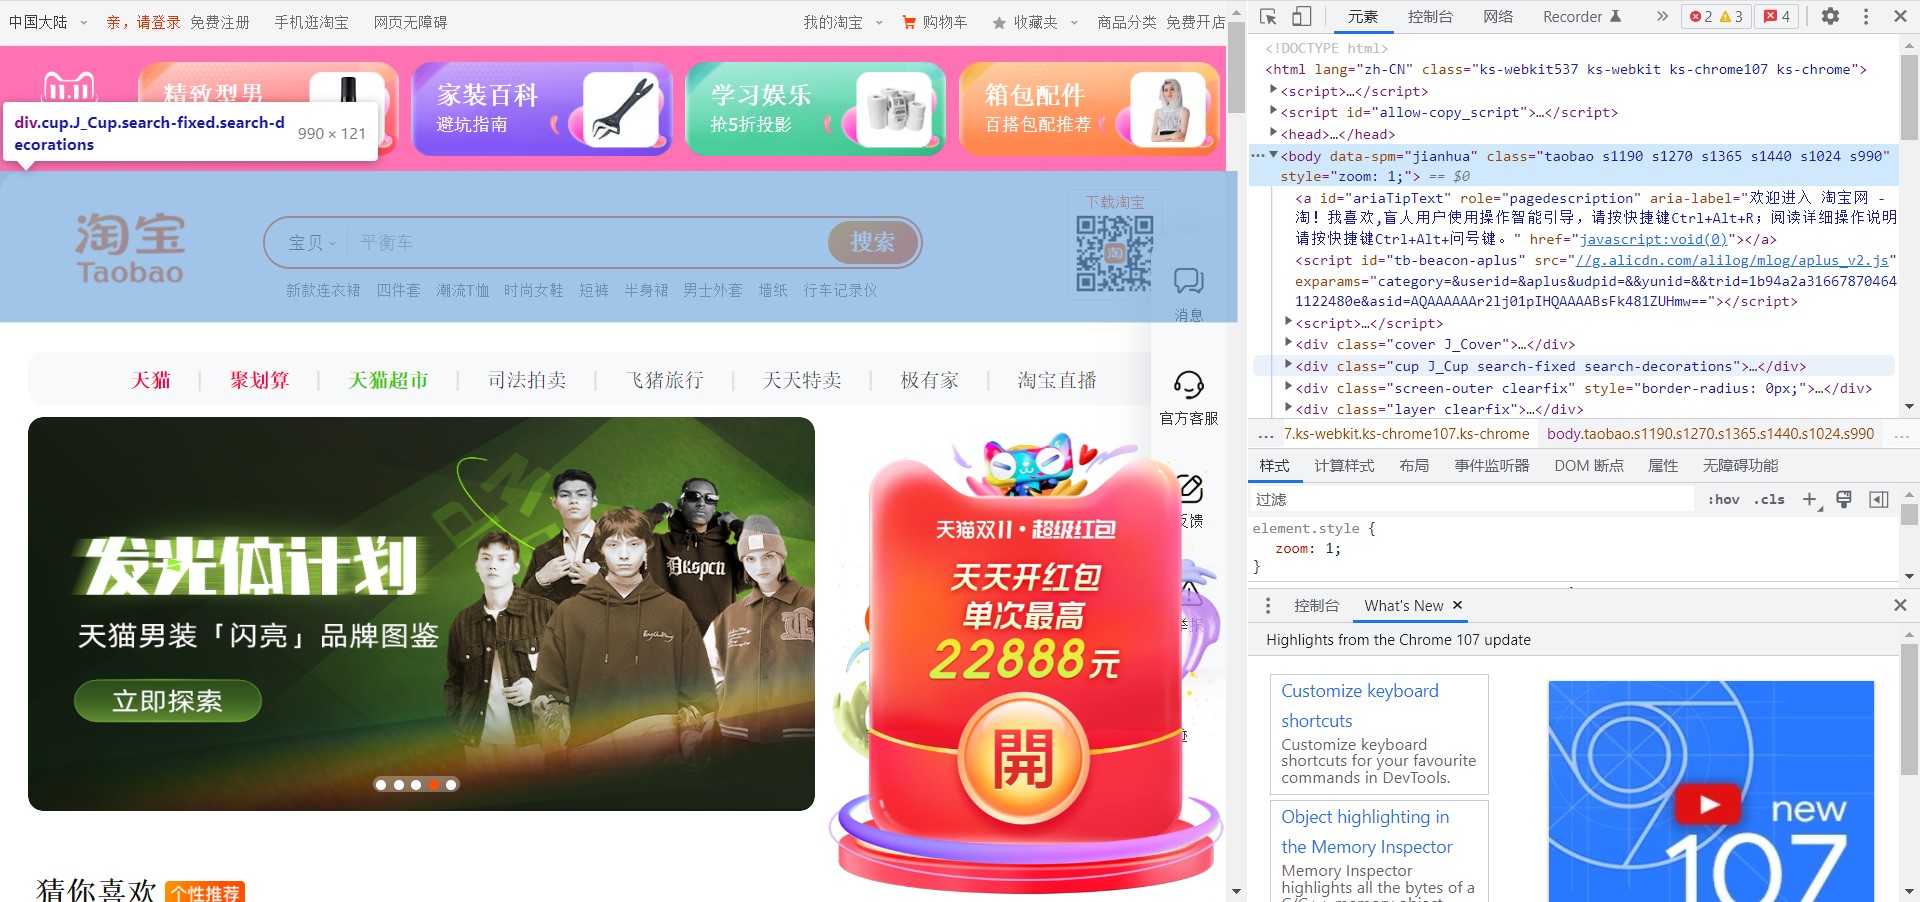 中国大陆 亲，请登录 免费注册 手机逛淘宝 网页无障碍 我的淘宝 购物车 收藏夹 商品分类 免费开店
11.11
精致型男
家装百科
避坑指南
学习娱乐
抢5折投影
箱包配件
百搭包配推荐
div.cup.J_Cup.search-fixed.search-d
ecorations
990 × 121
淘宝
Taobao
宝贝 平衡车 搜索
新款连衣裙 四件套 潮流T恤 时尚女鞋 短裤 半身裙 男士外套 墙纸 行车记录仪
下载淘宝
淘
消息
官方客服
反馈
举报
天猫 聚划算 天猫超市 司法拍卖 飞猪旅行 天天特卖 极有家 淘宝直播
发光体计划
天猫男装「闪亮」品牌图鉴
立即探索
天猫双11·超级红包
天天开红包
单次最高
22888元
開
猜你喜欢 个性推荐
元素 控制台 网络 Recorder » 2 3 4
<!DOCTYPE html>
<html lang="zh-CN" class="ks-webkit537 ks-webkit ks-chrome107 ks-chrome">
<script>…</script>
<script id="allow-copy_script">…</script>
<head>…</head>
<body data-spm="jianhua" class="taobao s1190 s1270 s1365 s1440 s1024 s990"
style="zoom: 1;"> == $0
<a id="ariaTipText" role="pagedescription" aria-label="欢迎进入 淘宝网 -
淘! 我喜欢,盲人用户使用操作智能引导，请按快捷键Ctrl+Alt+R；阅读详细操作说明
请按快捷键Ctrl+Alt+问号键。" href="javascript:void(0)"></a>
<script id="tb-beacon-aplus" src="//g.alicdn.com/alilog/mlog/aplus_v2.js"
exparams="category=&userid=&aplus&udpid=&&yunid=&&trid=1b94a2a31667870464
1122480e&asid=AQAAAAAAr2lj01pIHQAAAABsFk481ZUHmw=="></script>
<script>…</script>
<div class="cover J_Cover">…</div>
<div class="cup J_Cup search-fixed search-decorations">…</div>
<div class="screen-outer clearfix" style="border-radius: 0px;">…</div>
<div class="layer clearfix">…</div>
… 7.ks-webkit.ks-chrome107.ks-chrome body.taobao.s1190.s1270.s1365.s1440.s1024.s990 …
样式 计算样式 布局 事件监听器 DOM 断点 属性 无障碍功能
过滤 :hov .cls +
element.style {
zoom: 1;
}
控制台 What's New ×
Highlights from the Chrome 107 update
Customize keyboard
shortcuts
Customize keyboard
shortcuts for your favourite
commands in DevTools.
Object highlighting in
the Memory Inspector
Memory Inspector
highlights all the bytes of a
C/C++ memory object
new
107